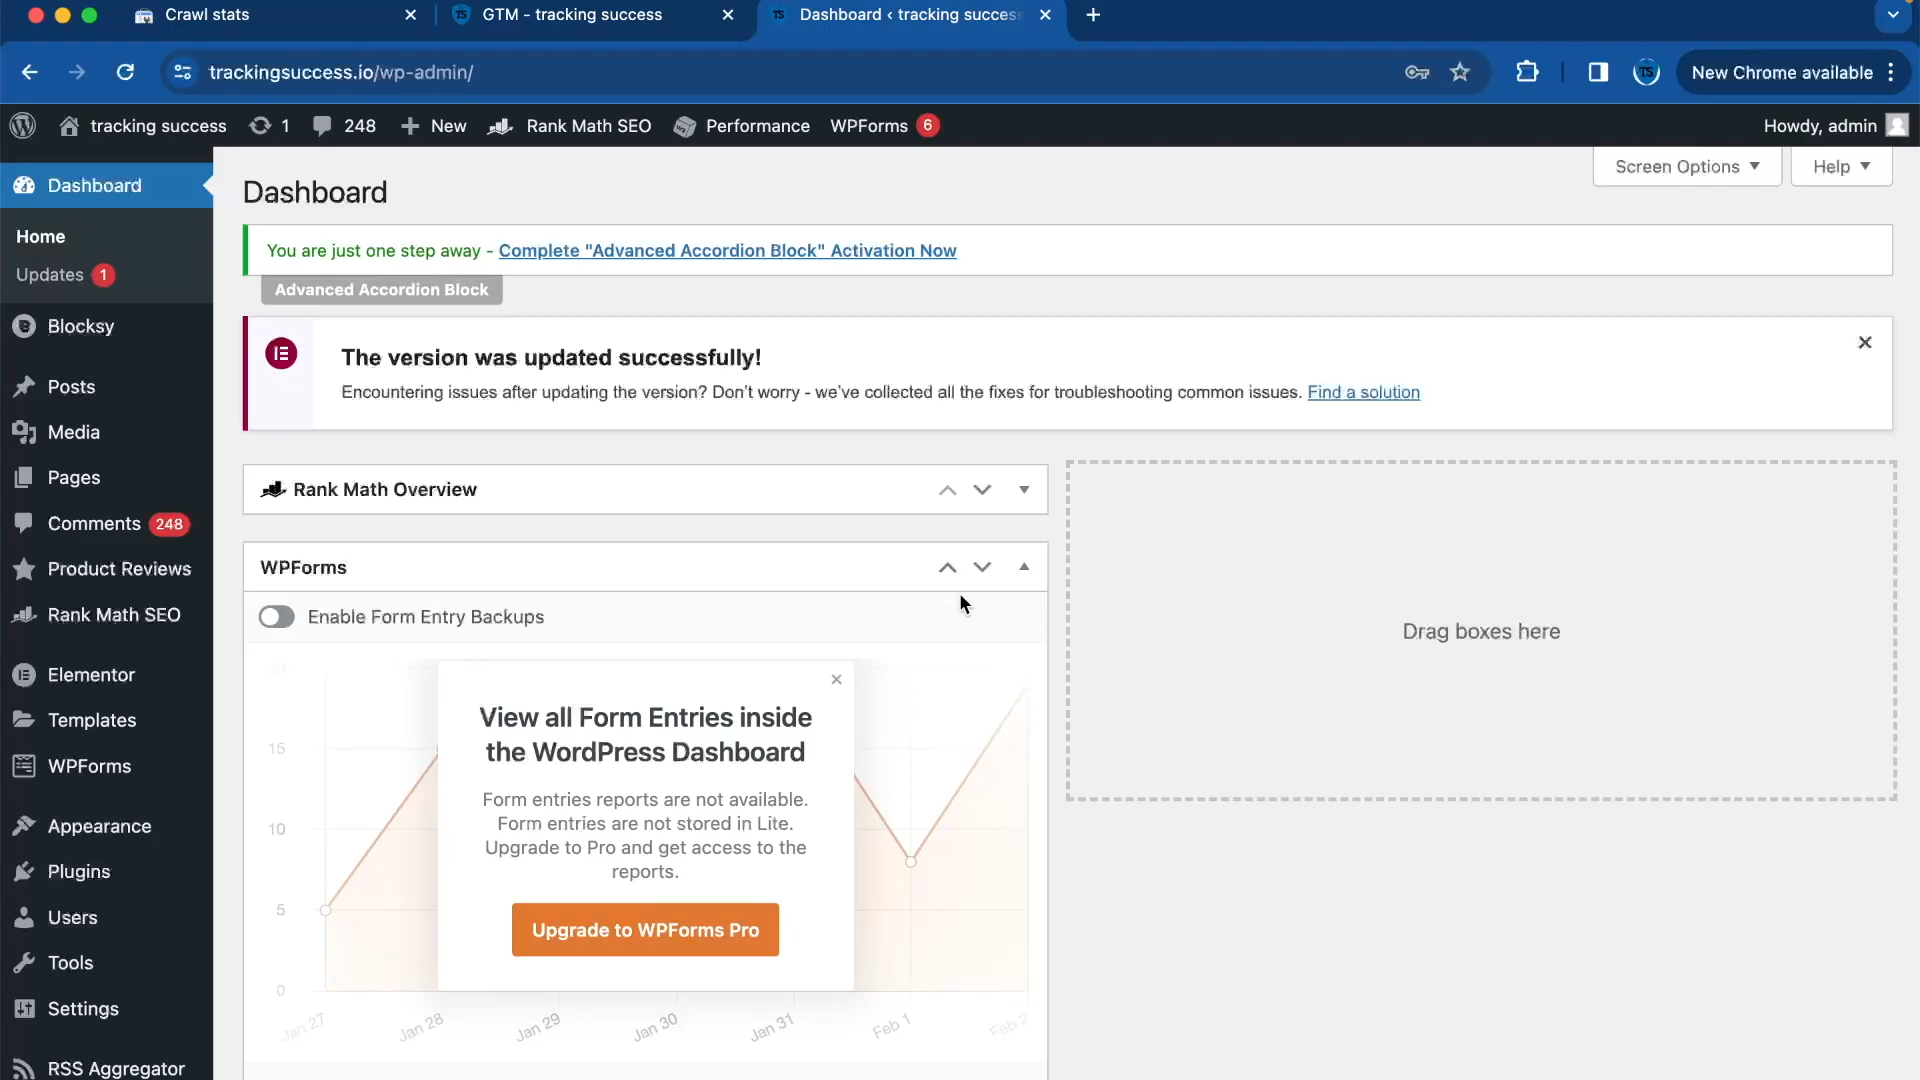 Crawl stats
GTM - tracking success
Dashboard ‹ tracking success
trackingsuccess.io/wp-admin/
New Chrome available
tracking success
1
248
New
Rank Math SEO
Performance
WPForms 6
Howdy, admin
Dashboard
Home
Updates 1
Blocksy
Posts
Media
Pages
Comments 248
Product Reviews
Rank Math SEO
Elementor
Templates
WPForms
Appearance
Plugins
Users
Tools
Settings
RSS Aggregator
Screen Options
Help
Dashboard
You are just one step away - Complete "Advanced Accordion Block" Activation Now
Advanced Accordion Block
The version was updated successfully!
Encountering issues after updating the version? Don't worry - we've collected all the fixes for troubleshooting common issues. Find a solution
Rank Math Overview
WPForms
Enable Form Entry Backups
View all Form Entries inside
the WordPress Dashboard
Form entries reports are not available.
Form entries are not stored in Lite.
Upgrade to Pro and get access to the
reports.
Upgrade to WPForms Pro
20
15
10
5
0
Jan 27
Jan 28
Jan 29
Jan 30
Jan 31
Feb 1
Feb 2
Drag boxes here